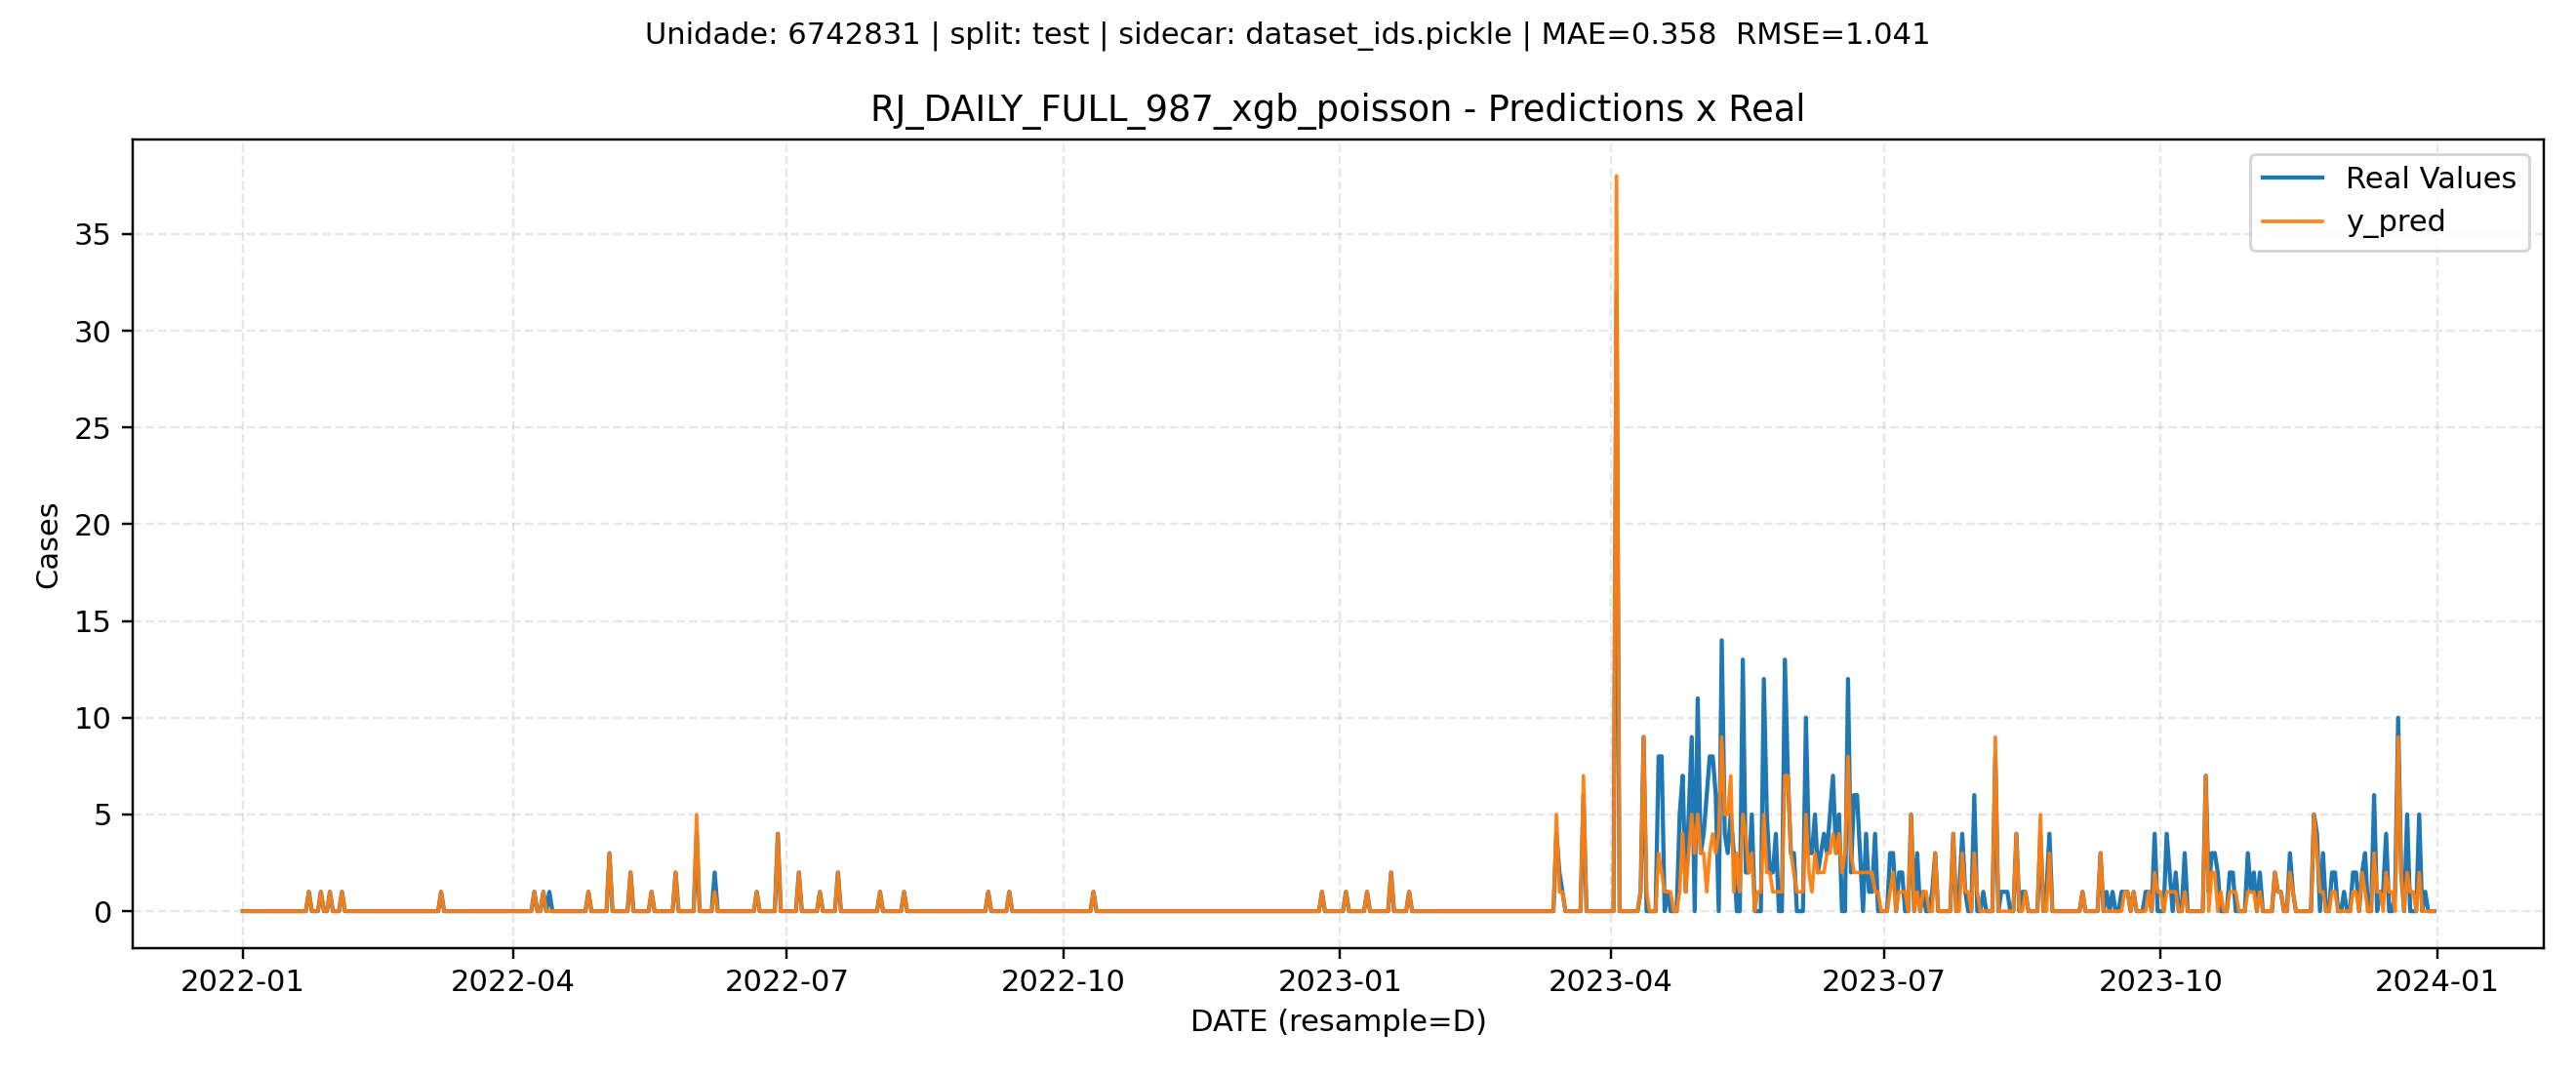 Unidade: 6742831 | split: test | sidecar: dataset_ids.pickle | MAE=0.358  RMSE=1.041
RJ_DAILY_FULL_987_xgb_poisson - Predictions x Real
Real Values
y_pred
35
30
25
20
15
10
5
0
Cases
2022-01
2022-04
2022-07
2022-10
2023-01
2023-04
2023-07
2023-10
2024-01
DATE (resample=D)